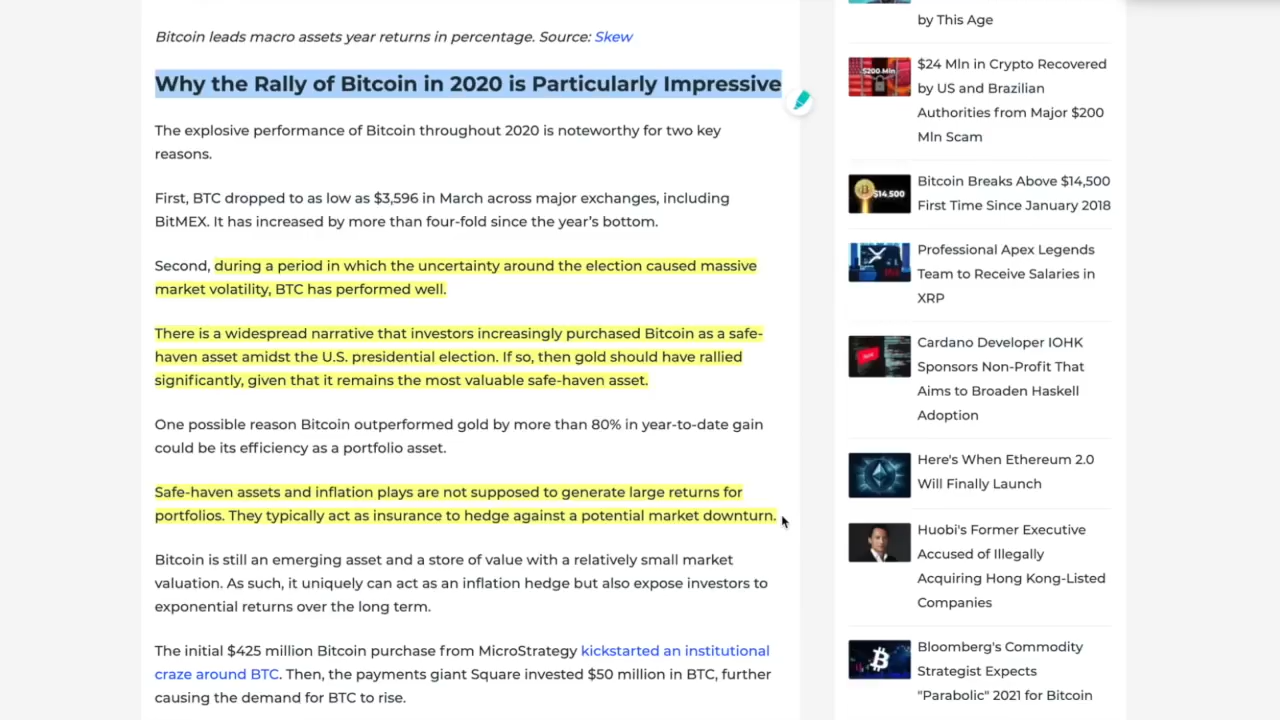 Bitcoin leads macro assets year returns in percentage. Source: Skew
Why the Rally of Bitcoin in 2020 is Particularly Impressive
The explosive performance of Bitcoin throughout 2020 is noteworthy for two key
reasons.
First, BTC dropped to as low as $3,596 in March across major exchanges, including
BitMEX. It has increased by more than four-fold since the year's bottom.
Second, during a period in which the uncertainty around the election caused massive
market volatility, BTC has performed well.
There is a widespread narrative that investors increasingly purchased Bitcoin as a safe-
haven asset amidst the U.S. presidential election. If so, then gold should have rallied
significantly, given that it remains the most valuable safe-haven asset.
One possible reason Bitcoin outperformed gold by more than 80% in year-to-date gain
could be its efficiency as a portfolio asset.
Safe-haven assets and inflation plays are not supposed to generate large returns for
portfolios. They typically act as insurance to hedge against a potential market downturn.
Bitcoin is still an emerging asset and a store of value with a relatively small market
valuation. As such, it uniquely can act as an inflation hedge but also expose investors to
exponential returns over the long term.
The initial $425 million Bitcoin purchase from MicroStrategy kickstarted an institutional
craze around BTC. Then, the payments giant Square invested $50 million in BTC, further
causing the demand for BTC to rise.
by This Age
$200 Mln
$24 Mln in Crypto Recovered
by US and Brazilian
Authorities from Major $200
Mln Scam
$14,500
Bitcoin Breaks Above $14,500
First Time Since January 2018
Professional Apex Legends
Team to Receive Salaries in
XRP
Cardano Developer IOHK
Sponsors Non-Profit That
Aims to Broaden Haskell
Adoption
Here's When Ethereum 2.0
Will Finally Launch
Huobi's Former Executive
Accused of Illegally
Acquiring Hong Kong-Listed
Companies
Bloomberg's Commodity
Strategist Expects
"Parabolic" 2021 for Bitcoin